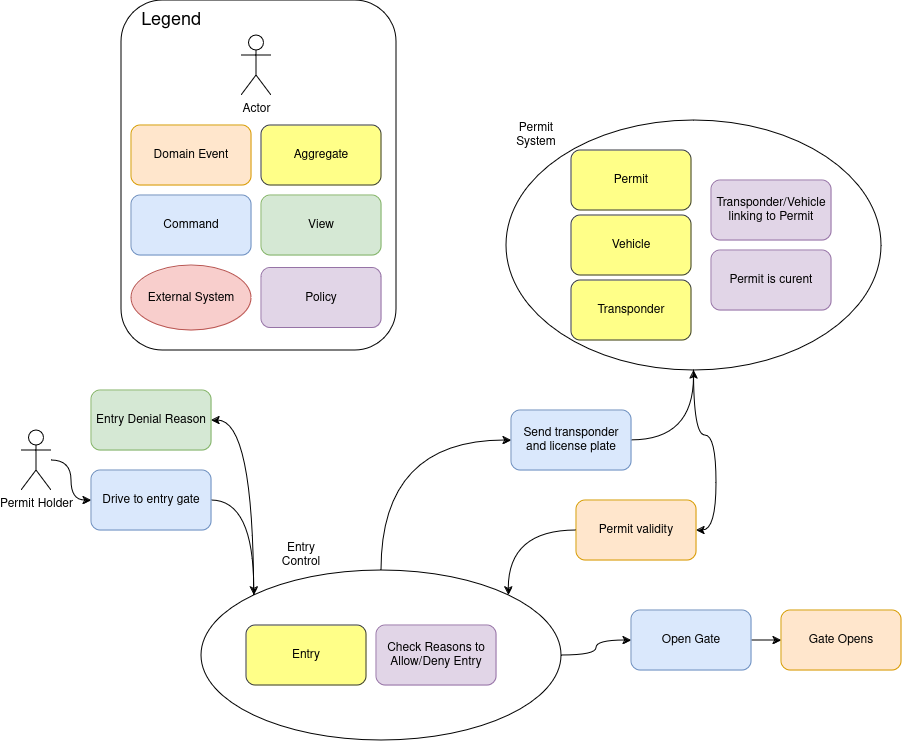 Legend
Actor
Domain Event
Aggregate
Command
View
External System
Policy
Permit
System
Permit
Transponder/Vehicle
linking to Permit
Vehicle
Permit is curent
Transponder
Entry Denial Reason
Send transponder
and license plate
Permit Holder
Drive to entry gate
Permit validity
Entry
Control
Entry
Check Reasons to
Allow/Deny Entry
Open Gate
Gate Opens